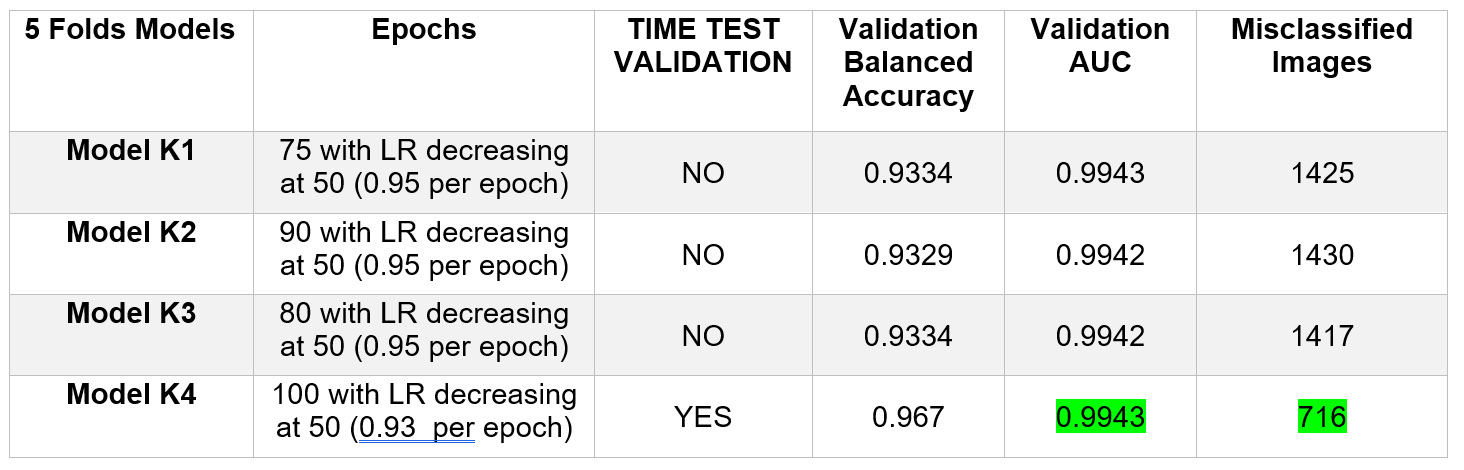 5 Folds Models
Epochs
TIME TEST
VALIDATION
Validation
Balanced
Accuracy
Validation
AUC
Misclassified
Images
Model K1
75 with LR decreasing
at 50 (0.95 per epoch)
NO
0.9334
0.9943
1425
Model K2
90 with LR decreasing
at 50 (0.95 per epoch)
NO
0.9329
0.9942
1430
Model K3
80 with LR decreasing
at 50 (0.95 per epoch)
NO
0.9334
0.9942
1417
Model K4
100 with LR decreasing
at 50 (0.93  per epoch)
YES
0.967
0.9943
716